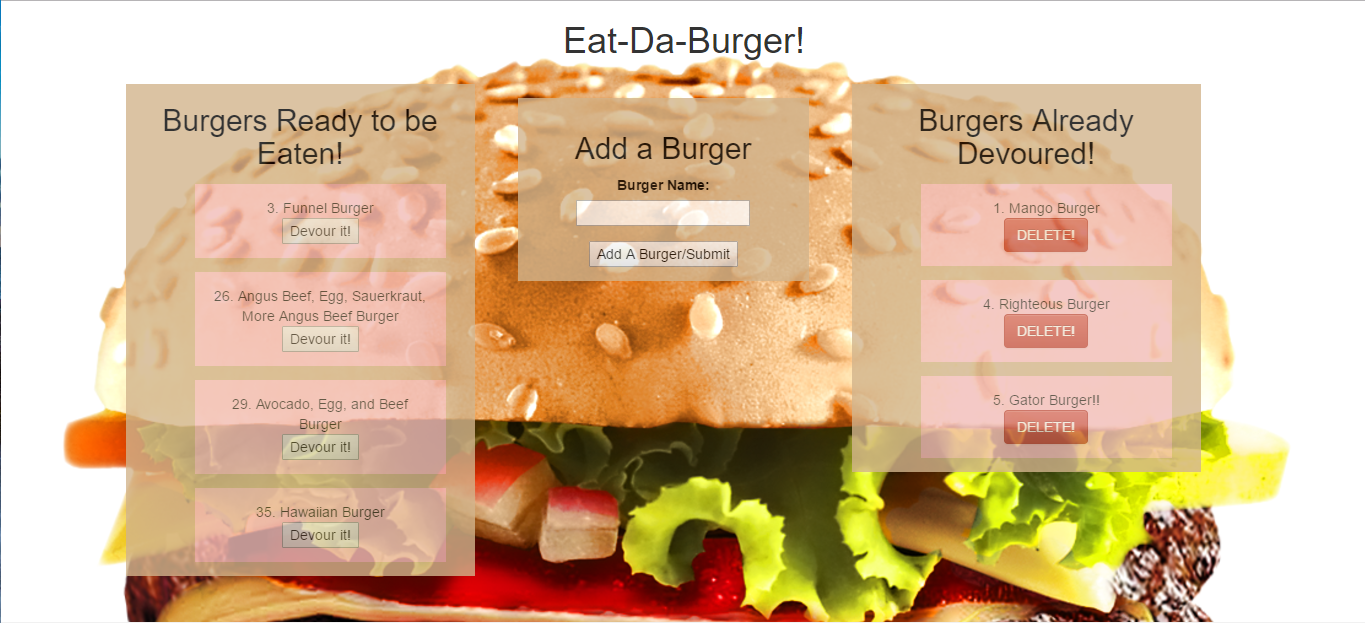 Eat-Da-Burger!
Burgers Ready to be
Eaten!
3. Funnel Burger
Devour it!
26. Angus Beef, Egg, Sauerkraut,
More Angus Beef Burger
Devour it!
29. Avocado, Egg, and Beef
Burger
Devour it!
35. Hawaiian Burger
Devour it!
Add a Burger
Burger Name:
Add A Burger/Submit
Burgers Already
Devoured!
1. Mango Burger
DELETE!
4. Righteous Burger
DELETE!
5. Gator Burger!!
DELETE!